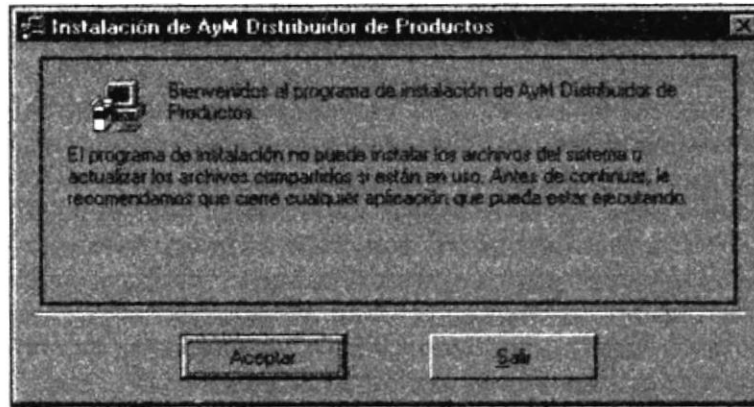 Instalación de AyM Distribuidor de Productos
Bienvenidos al programa de instalación de AyM Distribuidor de
Productos.
El programa de instalación no puede instalar los archivos del sistema o
actualizar los archivos compartidos si están en uso. Antes de continuar, le
recomendamos que cierre cualquier aplicación que pueda estar ejecutando.
Aceptar
Salir